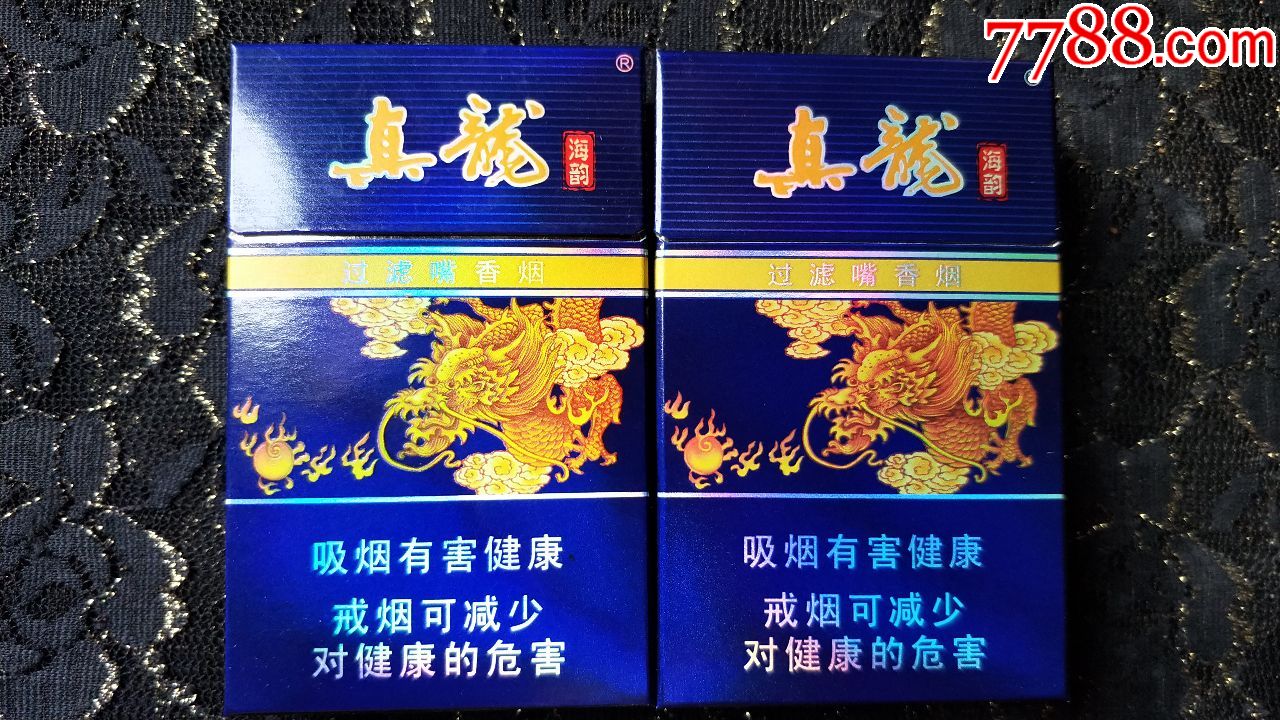 7788.com
真龍 ®
海韵
过滤嘴香烟
吸烟有害健康
戒烟可减少
对健康的危害
真龍
海韵
过滤嘴香烟
吸烟有害健康
戒烟可减少
对健康的危害